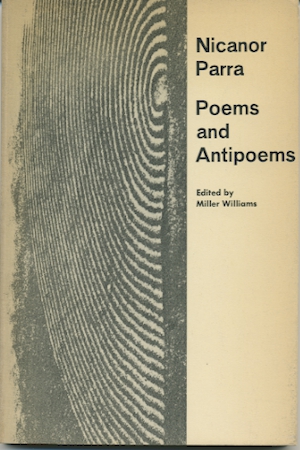 Nicanor
Parra
Poems
and
Antipoems
Edited by
Miller Williams